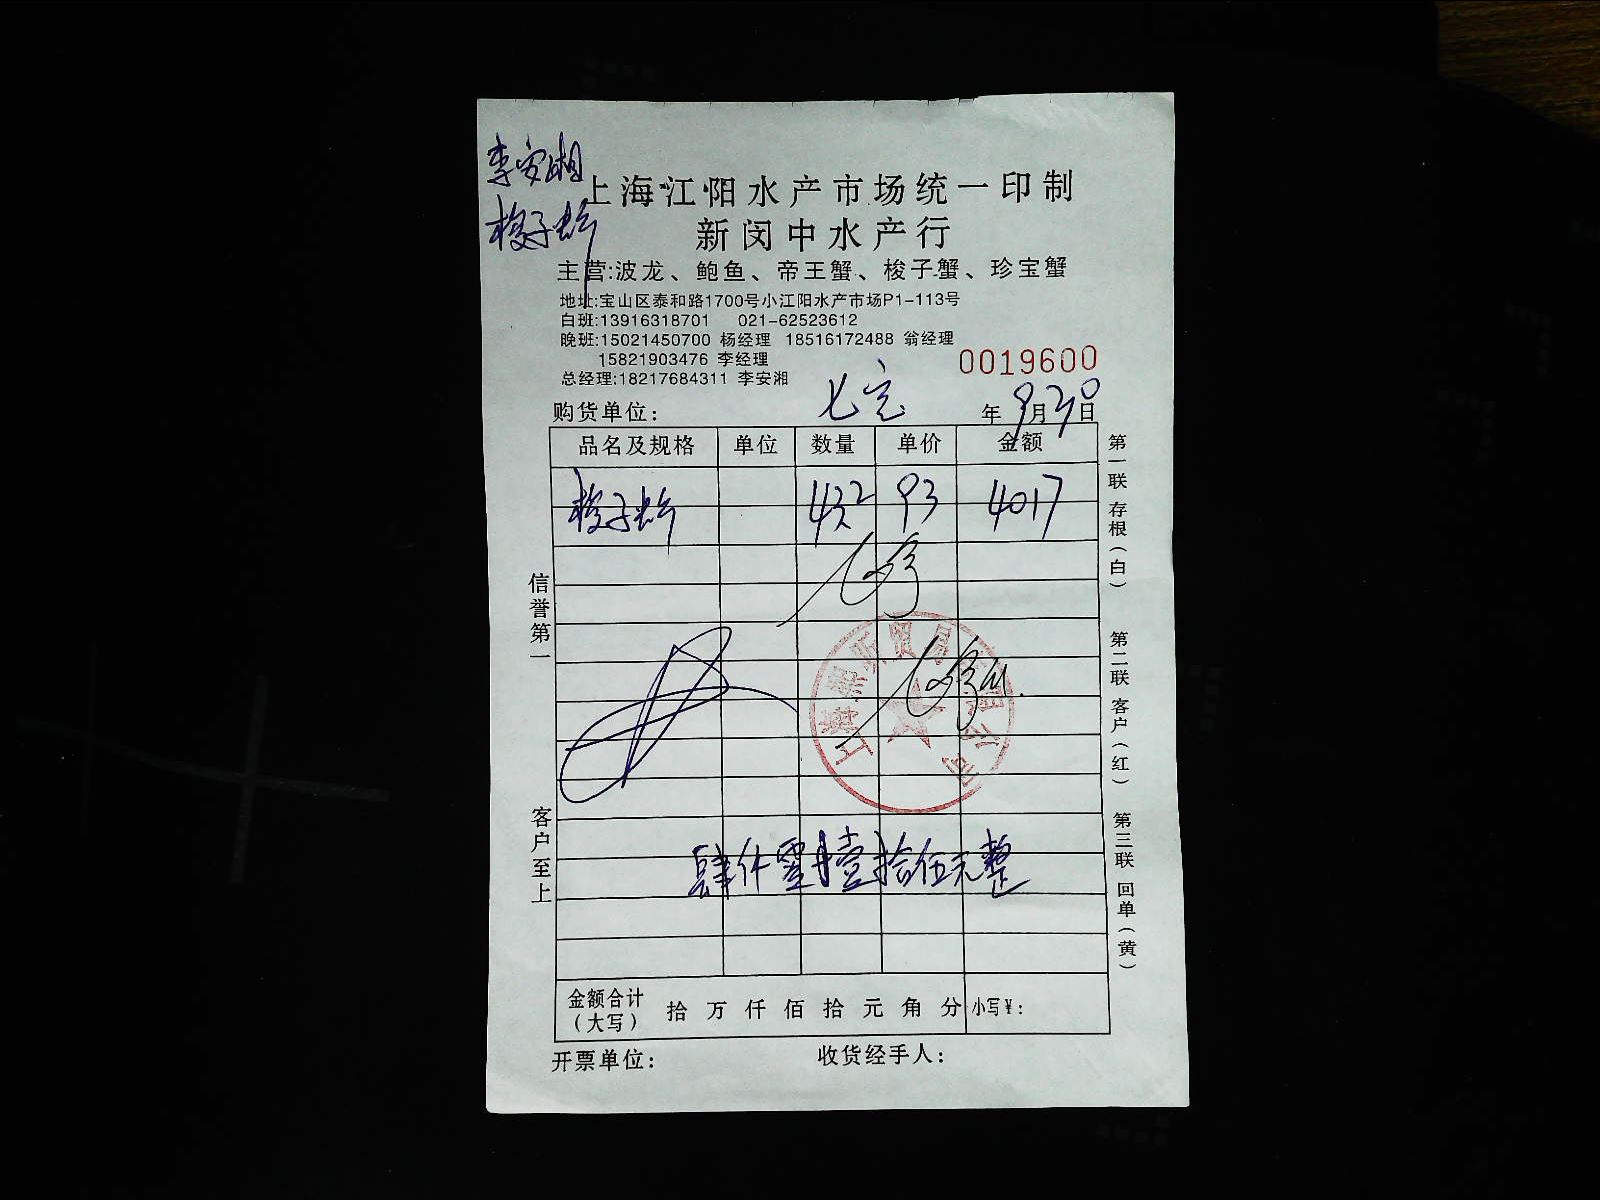 李安湘
梭子蟹
上海江阳水产市场统一印制
新闵中水产行
主营:波龙、鲍鱼、帝王蟹、梭子蟹、珍宝蟹
地址:宝山区泰和路1700号小江阳水产市场P1-113号
白班:13916318701 021-62523612
晚班:15021450700 杨经理 18516172488 翁经理
15821903476 李经理
0019600
总经理:18217684311 李安湘
购货单位: 年9月20日
品名及规格 单位 数量 单价 金额
梭子蟹 93 4017
肆仟零壹拾伍元整
金额合计(大写) 拾 万 仟 佰 拾 元 角 分 小写¥:
开票单位: 收货经手人:
信誉第一
客户至上
第一联 存根(白)
第二联 客户(红)
第三联 回单(黄)